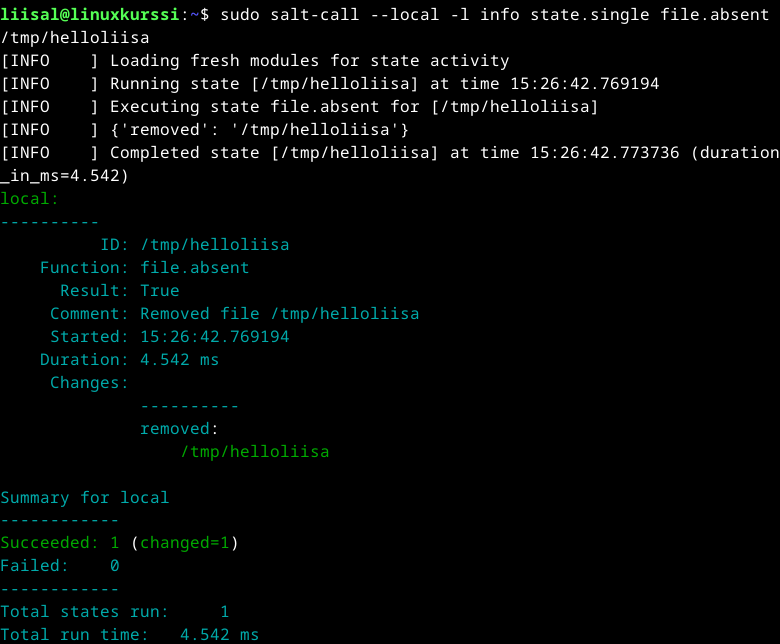 liisal@linuxkurssi:~$ sudo salt-call --local -l info state.single file.absent
/tmp/helloliisa
[INFO    ] Loading fresh modules for state activity
[INFO    ] Running state [/tmp/helloliisa] at time 15:26:42.769194
[INFO    ] Executing state file.absent for [/tmp/helloliisa]
[INFO    ] {'removed': '/tmp/helloliisa'}
[INFO    ] Completed state [/tmp/helloliisa] at time 15:26:42.773736 (duration
_in_ms=4.542)
local:
----------
          ID: /tmp/helloliisa
    Function: file.absent
      Result: True
     Comment: Removed file /tmp/helloliisa
     Started: 15:26:42.769194
    Duration: 4.542 ms
     Changes:
              ----------
              removed:
                  /tmp/helloliisa

Summary for local
------------
Succeeded: 1 (changed=1)
Failed:    0
------------
Total states run:     1
Total run time:   4.542 ms